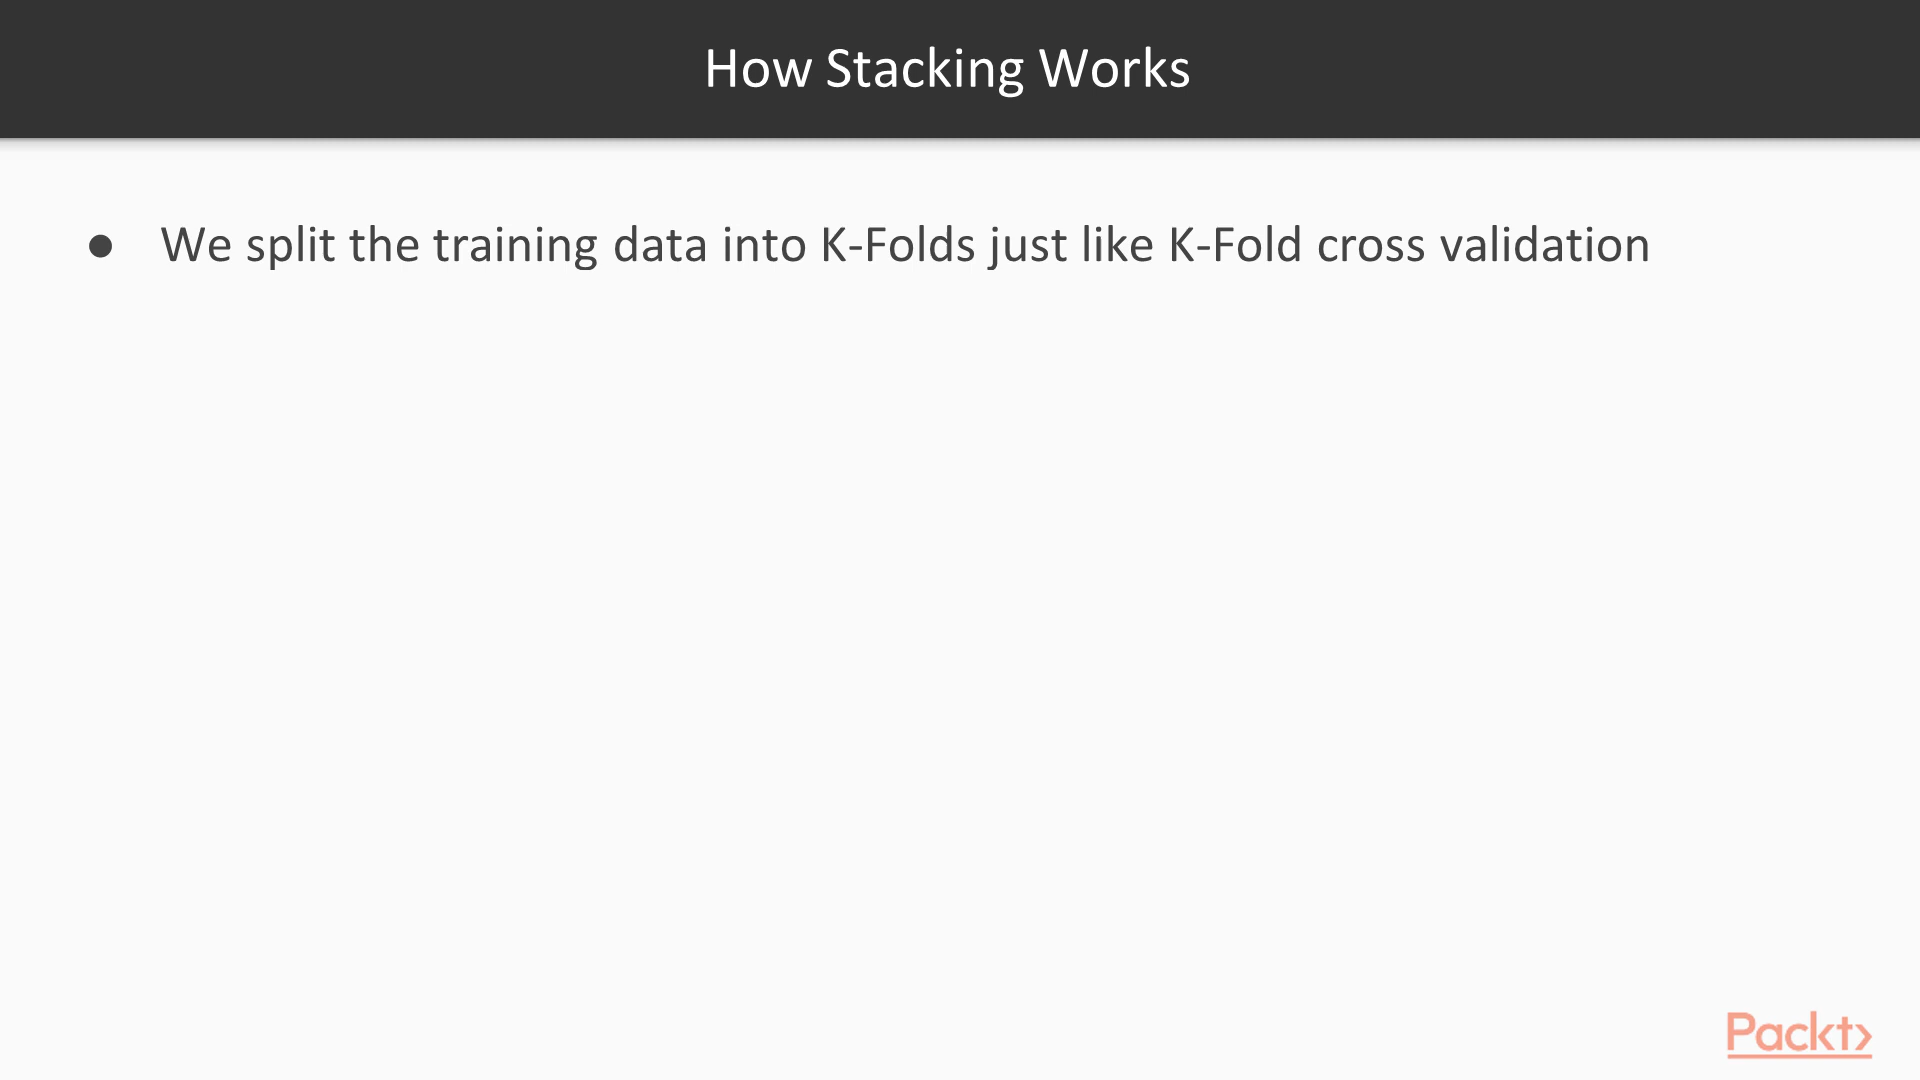 How Stacking Works
● We split the training data into K-Folds just like K-Fold cross validation
Packt>